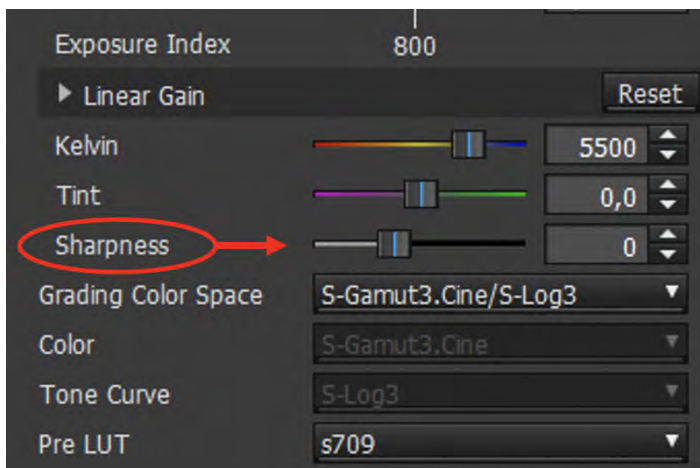 Exposure Index 800
Linear Gain Reset
Kelvin 5500
Tint 0,0
Sharpness 0
Grading Color Space S-Gamut3.Cine/S-Log3
Color S-Gamut3.Cine
Tone Curve S-Log3
Pre LUT s709